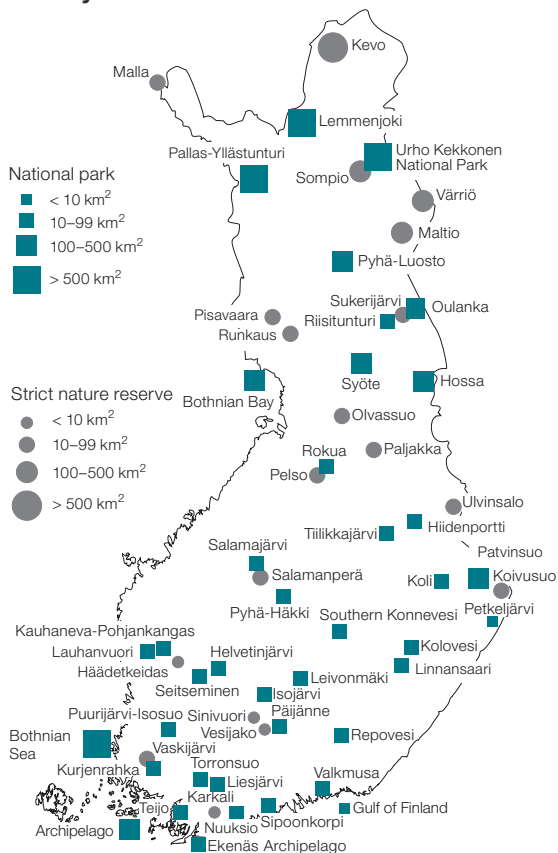 Kevo
Malla
Lemmenjoki
Pallas-Yllästunturi
Urho Kekkonen
National Park
Sompio
National park
< 10 km²
10–99 km²
100–500 km²
> 500 km²
Värriö
Maltio
Pyhä-Luosto
Sukerijärvi
Oulanka
Riisitunturi
Pisavaara
Runkaus
Syöte
Hossa
Bothnian Bay
Strict nature reserve
< 10 km²
10–99 km²
100–500 km²
> 500 km²
Olvassuo
Paljakka
Rokua
Pelso
Ulvinsalo
Hiidenportti
Tiilikkajärvi
Patvinsuo
Salamajärvi
Salamanperä
Koli
Koivusuo
Petkeljärvi
Pyhä-Häkki
Southern Konnevesi
Kauhaneva-Pohjankangas
Lauhanvuori
Helvetinjärvi
Kolovesi
Häädetkeidas
Linnansaari
Seitseminen
Leivonmäki
Isojärvi
Päijänne
Puurijärvi-Isosuo
Sinivuori
Vesijako
Repovesi
Bothnian
Sea
Vaskijärvi
Kurjenrahka
Torronsuo
Liesjärvi
Valkmusa
Karkali
Teijo
Nuuksio
Sipoonkorpi
Gulf of Finland
Archipelago
Ekenäs Archipelago